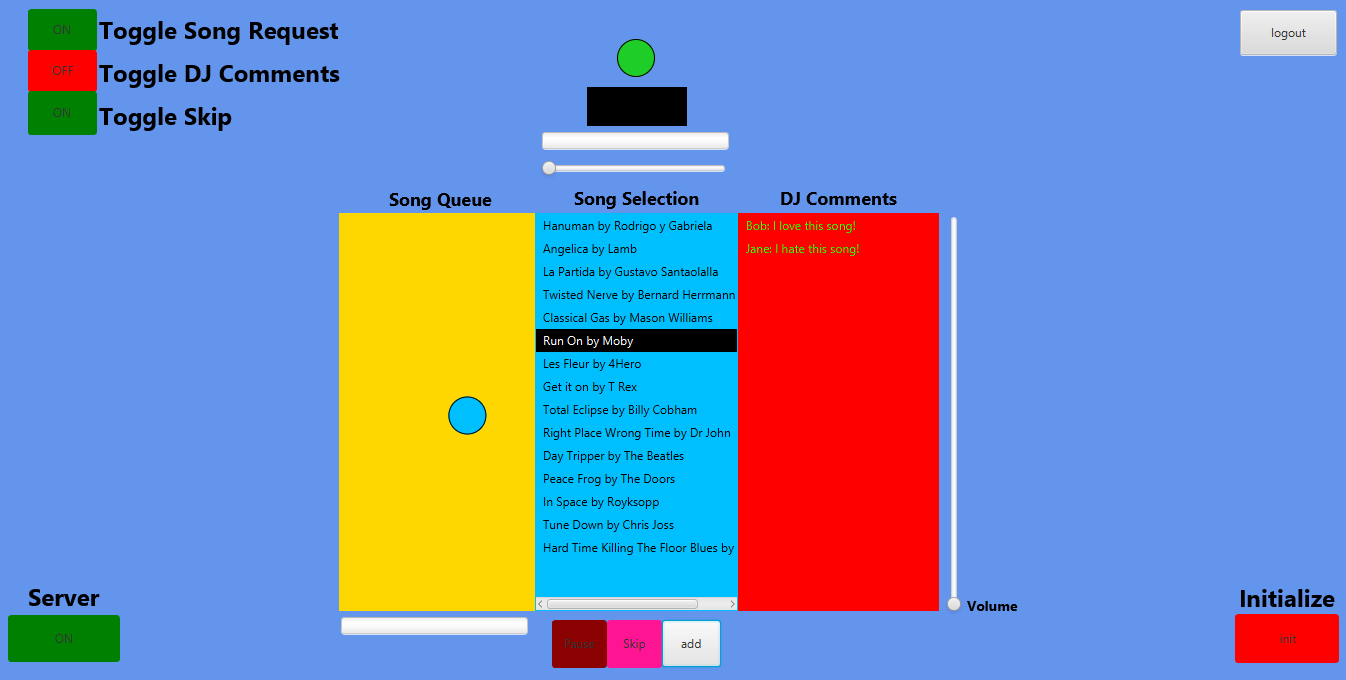 ON Toggle Song Request
OFF Toggle DJ Comments
ON Toggle Skip
logout
Song Queue
Song Selection
Hanuman by Rodrigo y Gabriela
Angelica by Lamb
La Partida by Gustavo Santaolalla
Twisted Nerve by Bernard Herrmann
Classical Gas by Mason Williams
Run On by Moby
Les Fleur by 4Hero
Get it on by T Rex
Total Eclipse by Billy Cobham
Right Place Wrong Time by Dr John
Day Tripper by The Beatles
Peace Frog by The Doors
In Space by Royksopp
Tune Down by Chris Joss
Hard Time Killing The Floor Blues by
DJ Comments
Bob: I love this song!
Jane: I hate this song!
Volume
Server
ON
Pause
Skip
add
Initialize
init